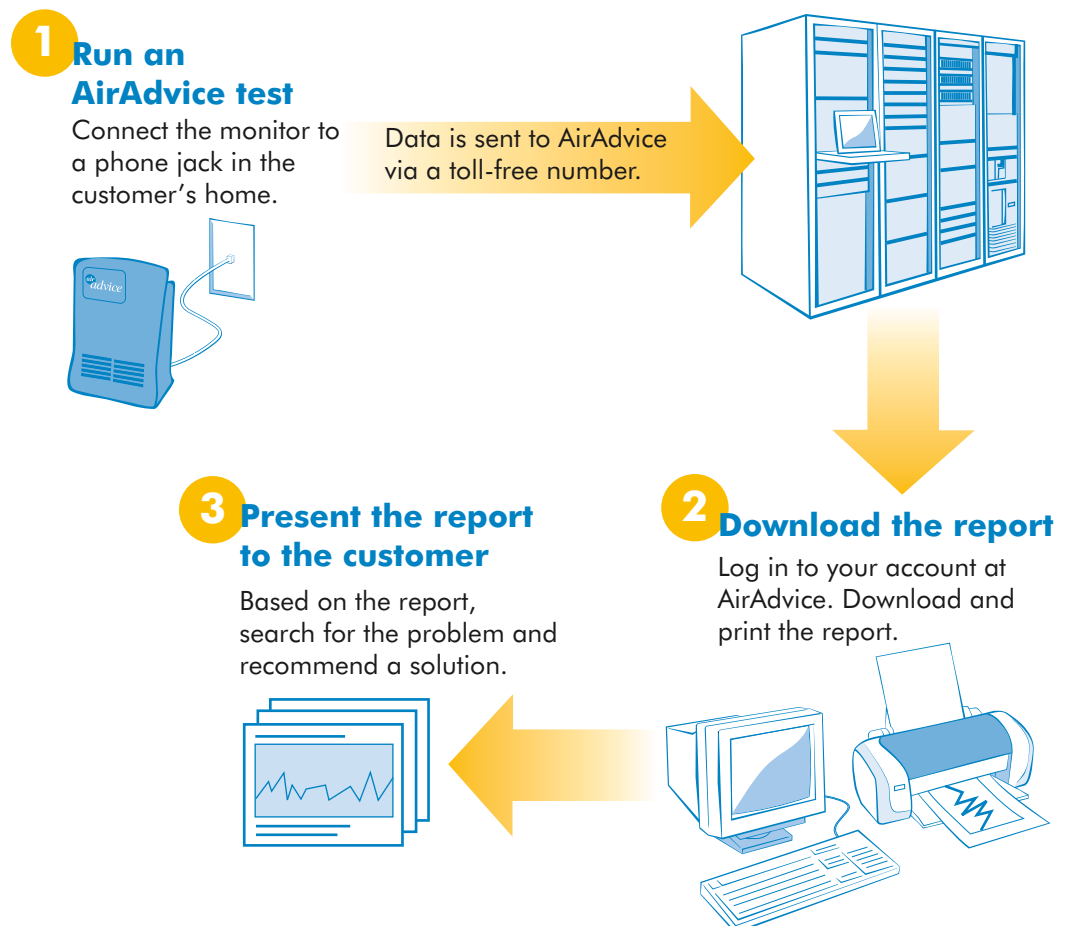 1
Run an
AirAdvice test
Connect the monitor to
a phone jack in the
customer's home.
air
advice
Data is sent to AirAdvice
via a toll-free number.
2
Download the report
Log in to your account at
AirAdvice. Download and
print the report.
3
Present the report
to the customer
Based on the report,
search for the problem and
recommend a solution.